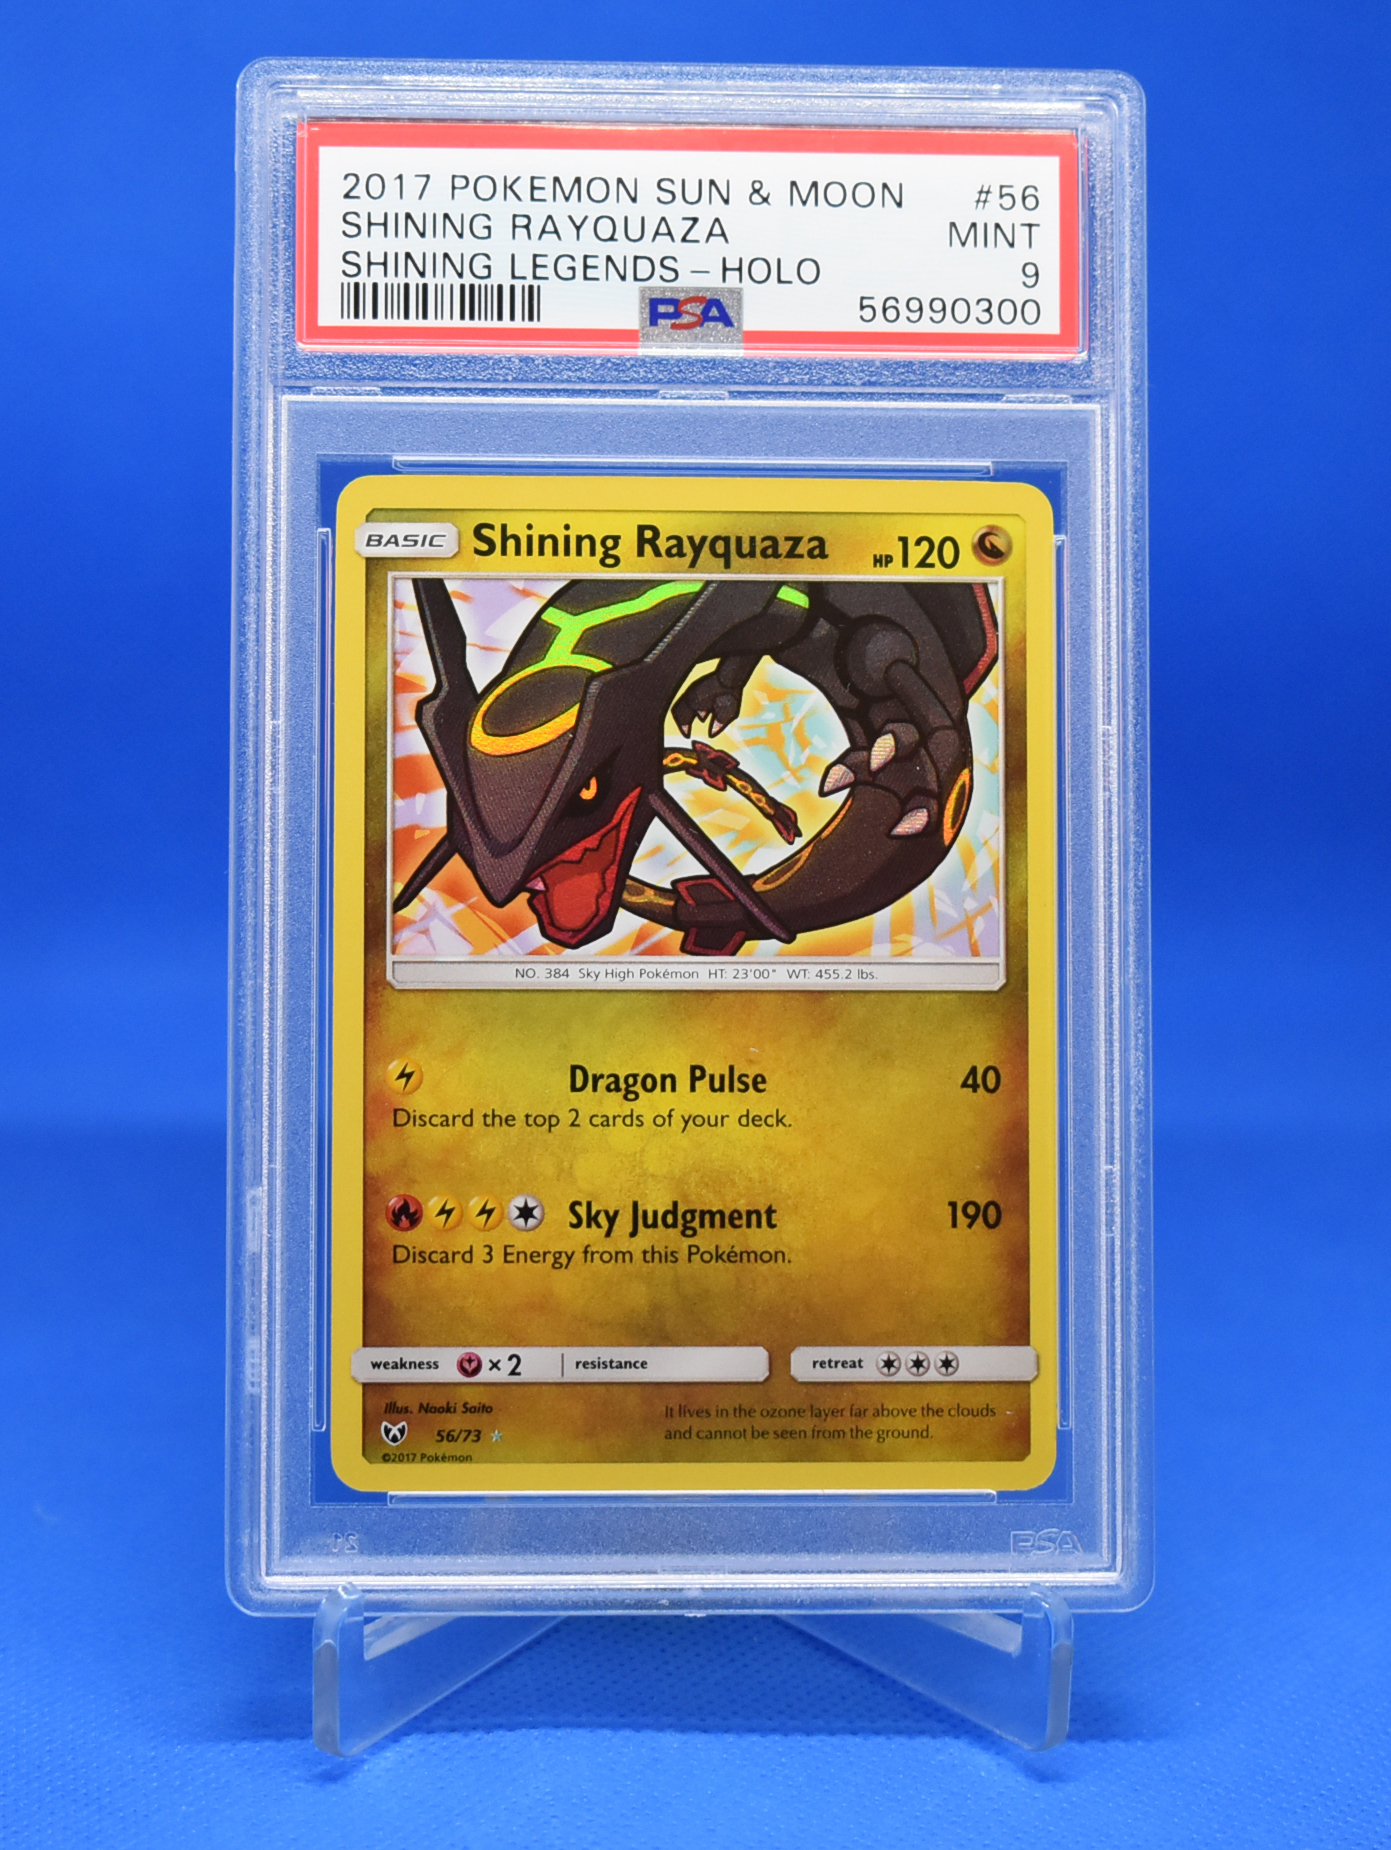 2017 POKEMON SUN & MOON #56
SHINING RAYQUAZA MINT
SHINING LEGENDS - HOLO 9
PSA 56990300
BASIC Shining Rayquaza HP 120
NO. 384 Sky High Pokémon HT: 23'00" WT: 455.2 lbs.
Dragon Pulse 40
Discard the top 2 cards of your deck.
Sky Judgment 190
Discard 3 Energy from this Pokémon.
weakness ×2 resistance retreat
Illus. Naoki Saito
It lives in the ozone layer far above the clouds
56/73
and cannot be seen from the ground.
©2017 Pokémon
21 PSA